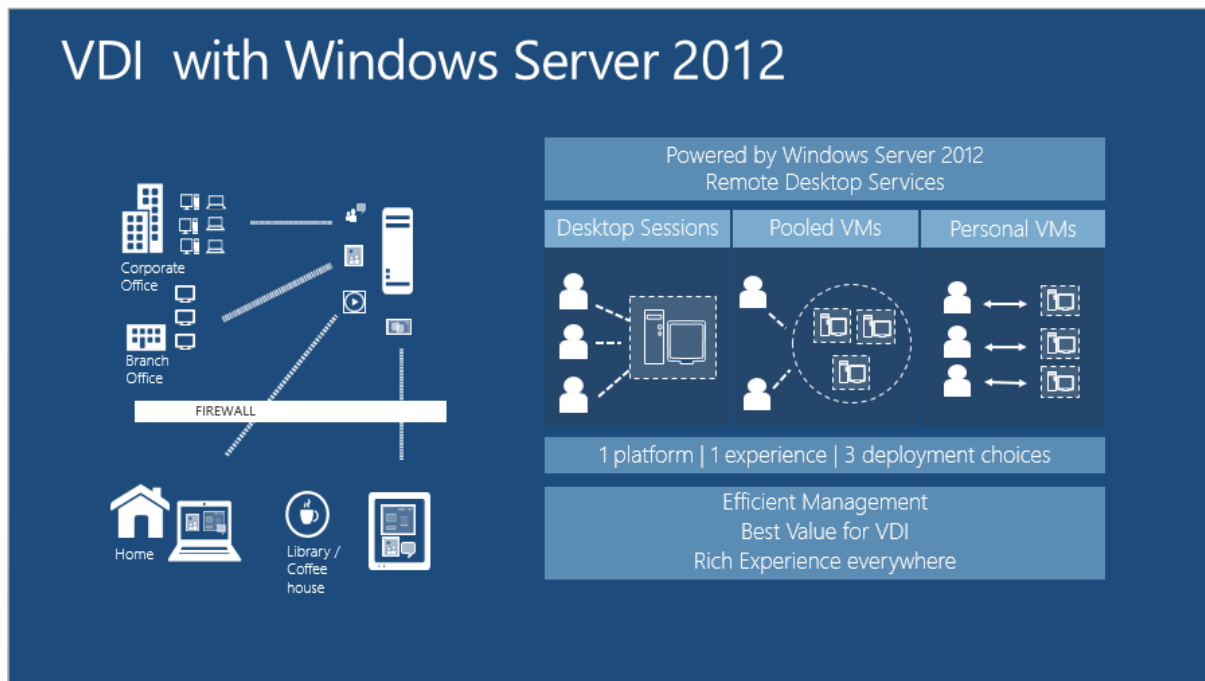 VDI with Windows Server 2012
Corporate
Office
Branch
Office
FIREWALL
Home
Library /
Coffee
house
Powered by Windows Server 2012
Remote Desktop Services
Desktop Sessions
Pooled VMs
Personal VMs
1 platform | 1 experience | 3 deployment choices
Efficient Management
Best Value for VDI
Rich Experience everywhere